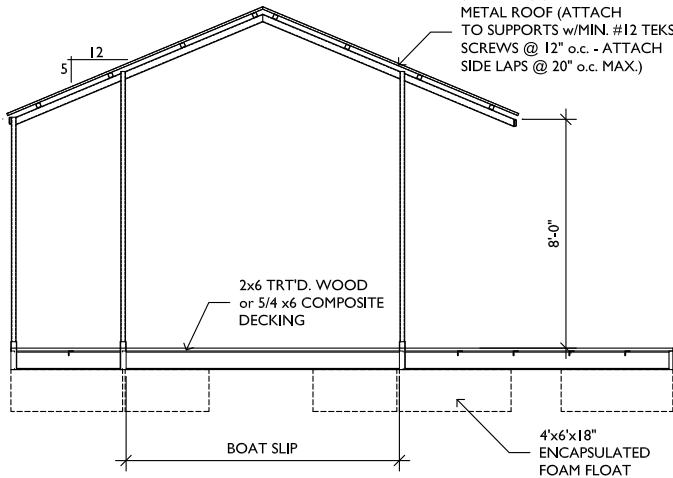 METAL ROOF (ATTACH
TO SUPPORTS w/MIN. #12 TEKS
SCREWS @ 12" o.c. - ATTACH
SIDE LAPS @ 20" o.c. MAX.)
12
5
8'-0"
2x6 TRT'D. WOOD
or 5/4 x6 COMPOSITE
DECKING
BOAT SLIP
4'x6'x18"
ENCAPSULATED
FOAM FLOAT